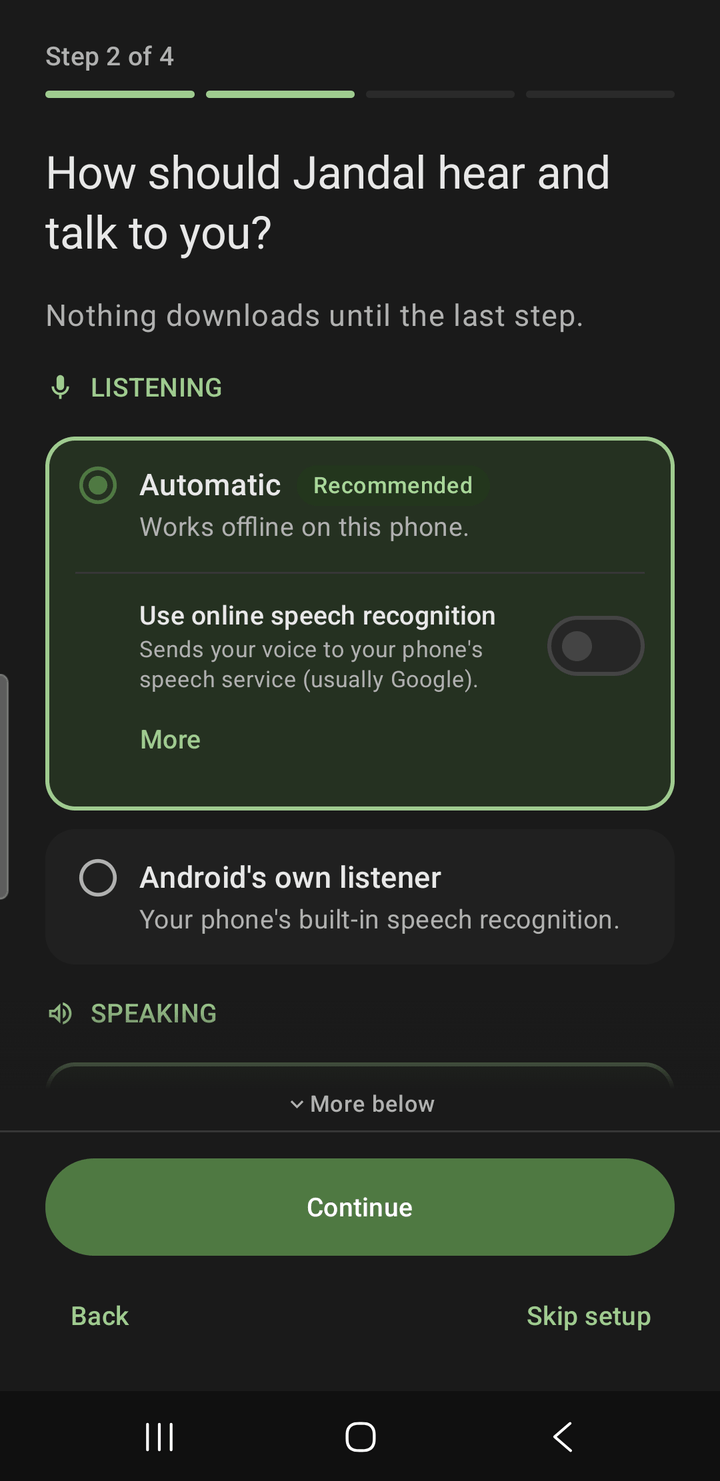 Step 2 of 4
How should Jandal hear and
talk to you?
Nothing downloads until the last step.
LISTENING
Automatic Recommended
Works offline on this phone.
Use online speech recognition
Sends your voice to your phone's
speech service (usually Google).
More
Android's own listener
Your phone's built-in speech recognition.
SPEAKING
More below
Continue
Back Skip setup